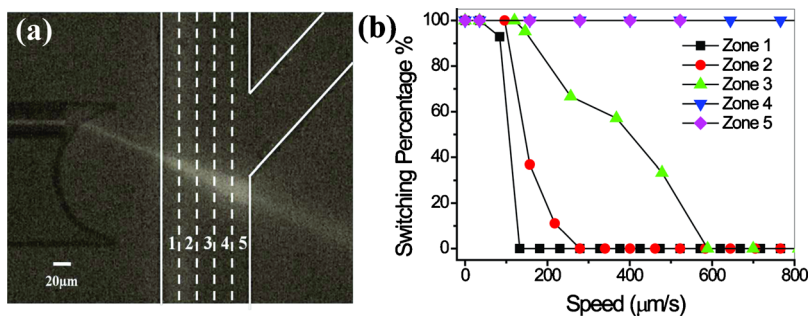 (a)
1 2 3 4 5
20μm
(b)
Switching Percentage %
100
80
60
40
20
0
0 200 400 600 800
Speed (μm/s)
Zone 1
Zone 2
Zone 3
Zone 4
Zone 5